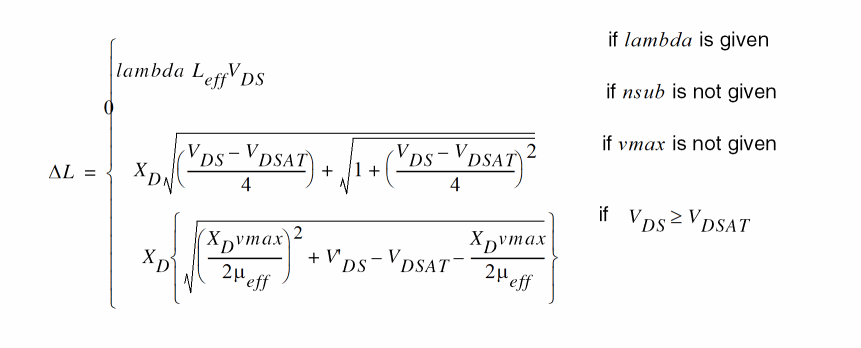 if lambda is given
lambda L_eff V_DS
if nsub is not given
0
if vmax is not given
ΔL = { X_D √((V_DS − V_DSAT)/4) + √(1 + ((V_DS − V_DSAT)/4)^2)
if V_DS ≥ V_DSAT
X_D { √((X_D vmax)/(2μ_eff))^2 + V'_DS − V_DSAT − (X_D vmax)/(2μ_eff) }